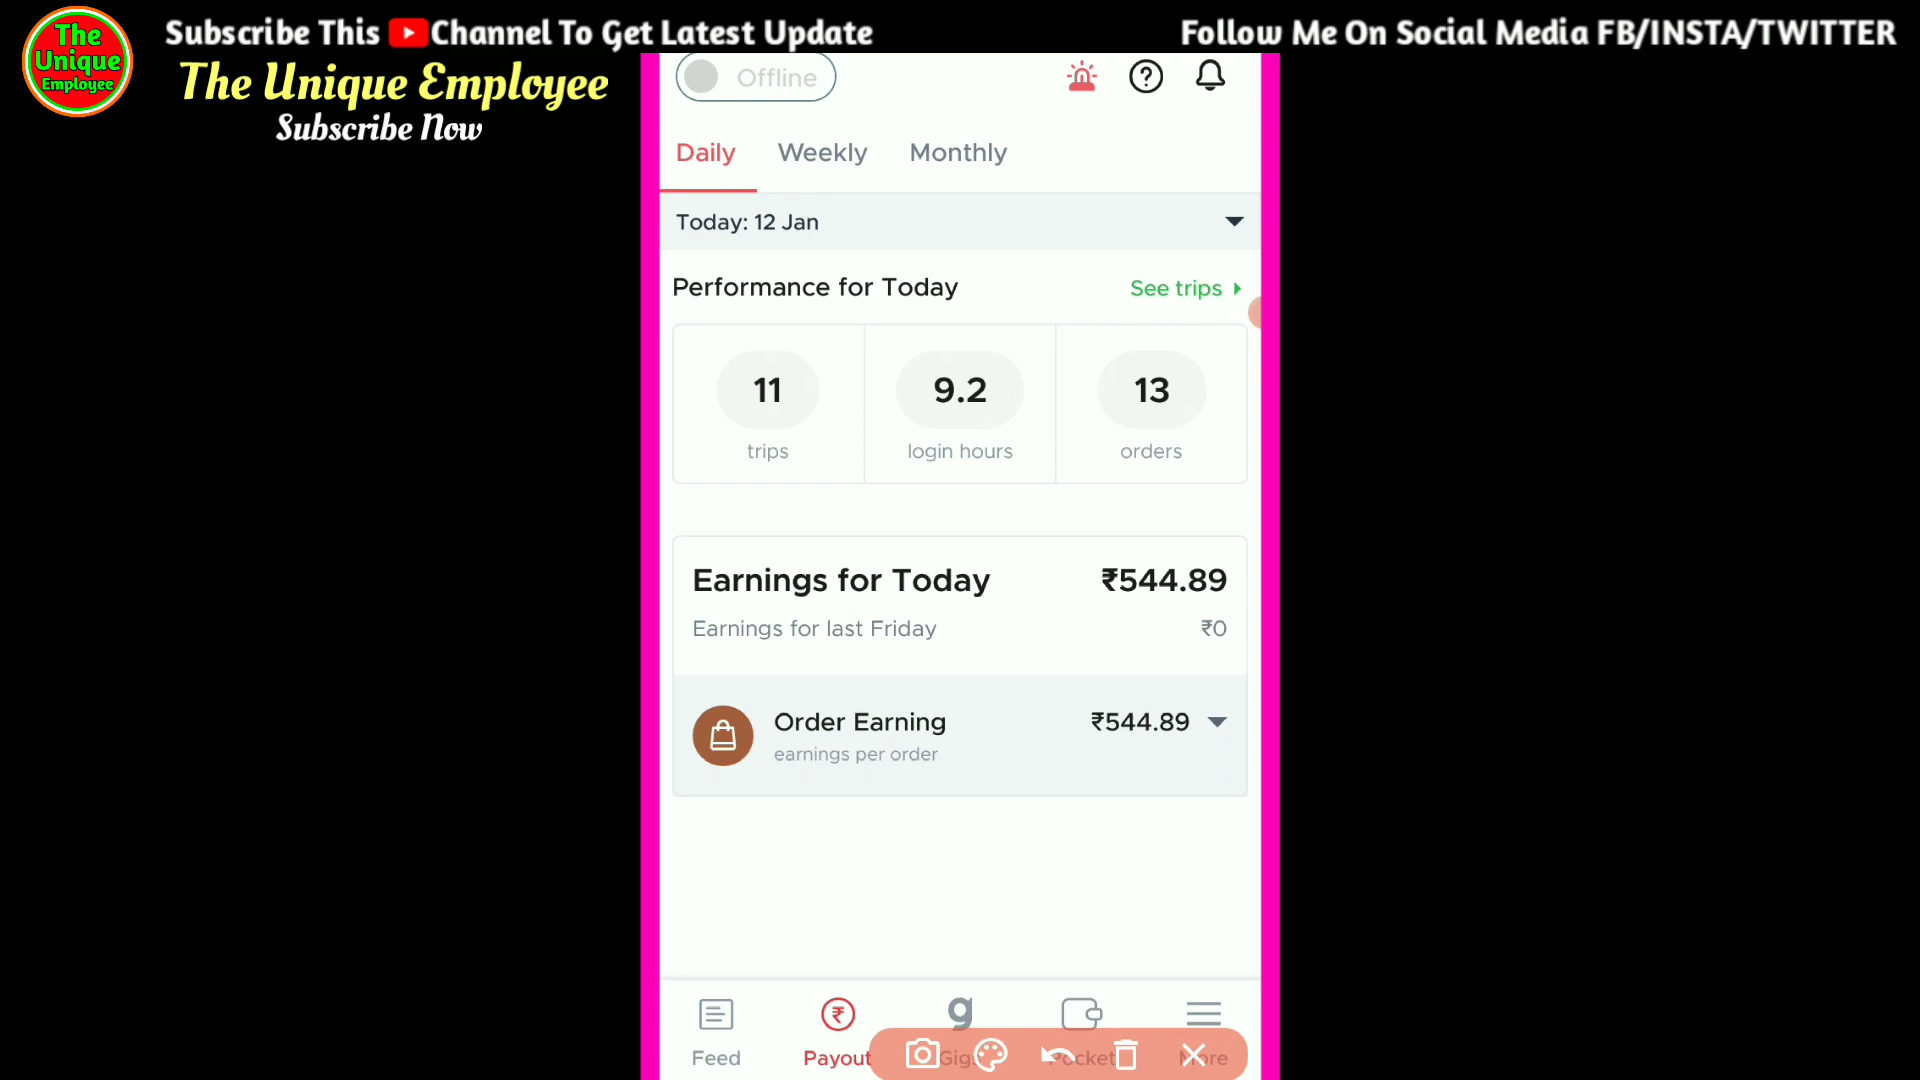 The
Unique
Employee
Subscribe This Channel To Get Latest Update
The Unique Employee
Subscribe Now
Follow Me On Social Media FB/INSTA/TWITTER
Offline
Daily Weekly Monthly
Today: 12 Jan
Performance for Today See trips
11 9.2 13
trips login hours orders
Earnings for Today ₹544.89
Earnings for last Friday ₹0
Order Earning ₹544.89
earnings per order
Feed Payout Gigs Pocket More